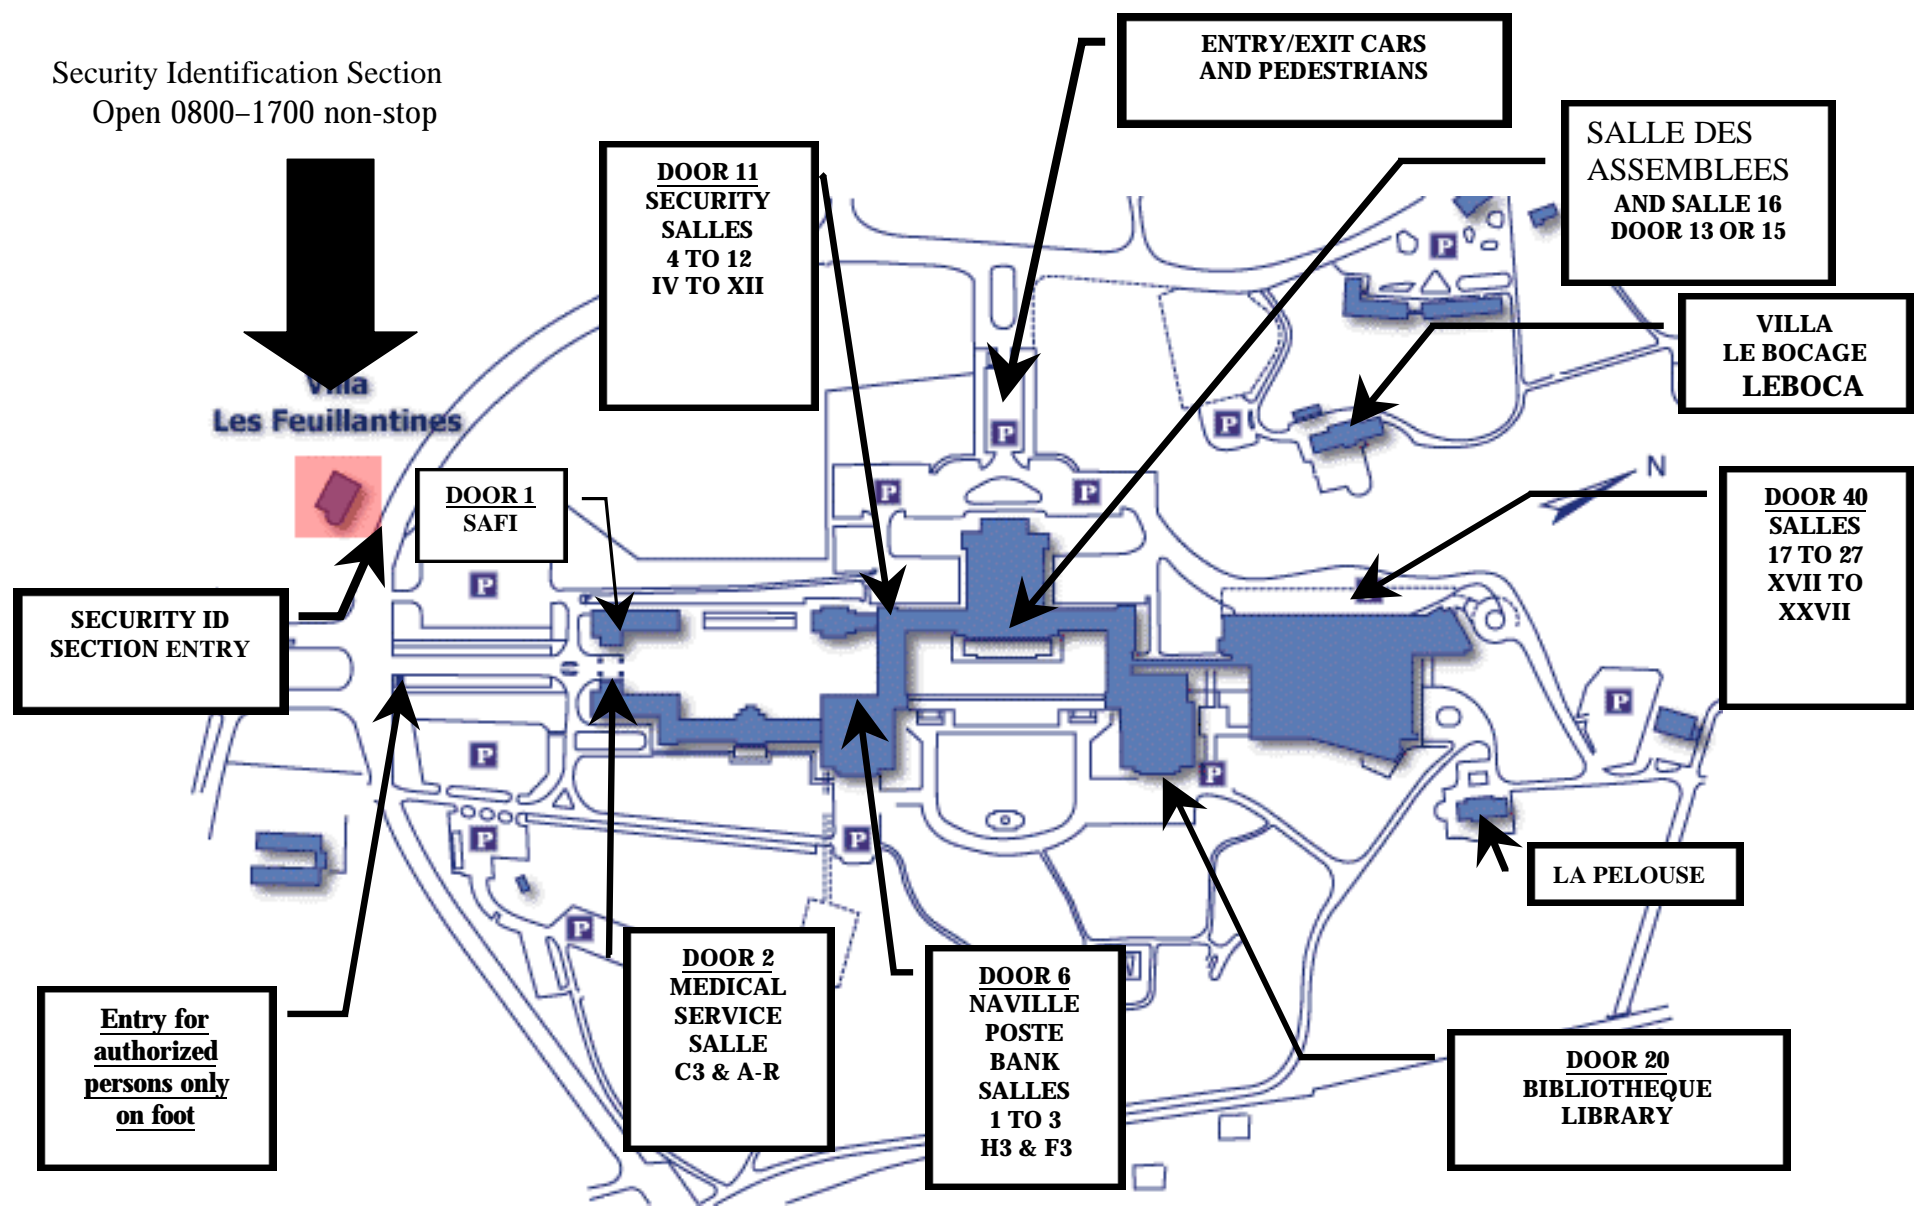 Security Identification Section
Open 0800–1700 non-stop
ENTRY/EXIT CARS
AND PEDESTRIANS
SALLE DES
ASSEMBLEES
AND SALLE 16
DOOR 13 OR 15
DOOR 11
SECURITY
SALLES
4 TO 12
IV TO XII
VILLA
LE BOCAGE
LEBOCA
Villa
Les Feuillantines
P
P
P
P
P
N
DOOR 1
SAFI
DOOR 40
SALLES
17 TO 27
XVII TO
XXVII
P
SECURITY ID
SECTION ENTRY
P
P
P
P
P
LA PELOUSE
P
DOOR 2
MEDICAL
SERVICE
SALLE
C3 & A-R
DOOR 6
NAVILLE
POSTE
BANK
SALLES
1 TO 3
H3 & F3
Entry for
authorized
persons only
on foot
DOOR 20
BIBLIOTHEQUE
LIBRARY